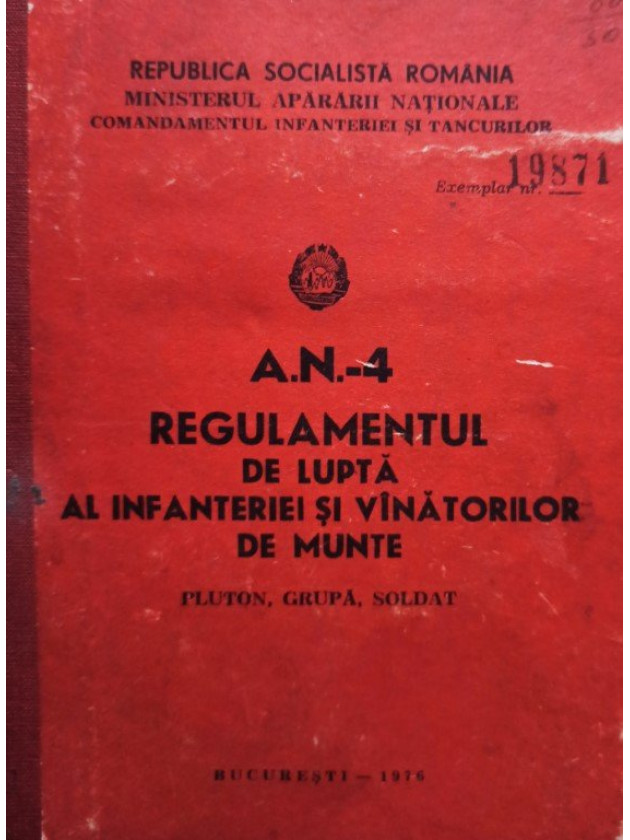 REPUBLICA SOCIALISTĂ ROMÂNIA
MINISTERUL APĂRĂRII NAȚIONALE
COMANDAMENTUL INFANTERIEI ȘI TANCURILOR
Exemplar nr. 19871
A.N.-4
REGULAMENTUL
DE LUPTĂ
AL INFANTERIEI ȘI VÎNĂTORILOR
DE MUNTE
PLUTON, GRUPĂ, SOLDAT
BUCUREȘTI — 1976